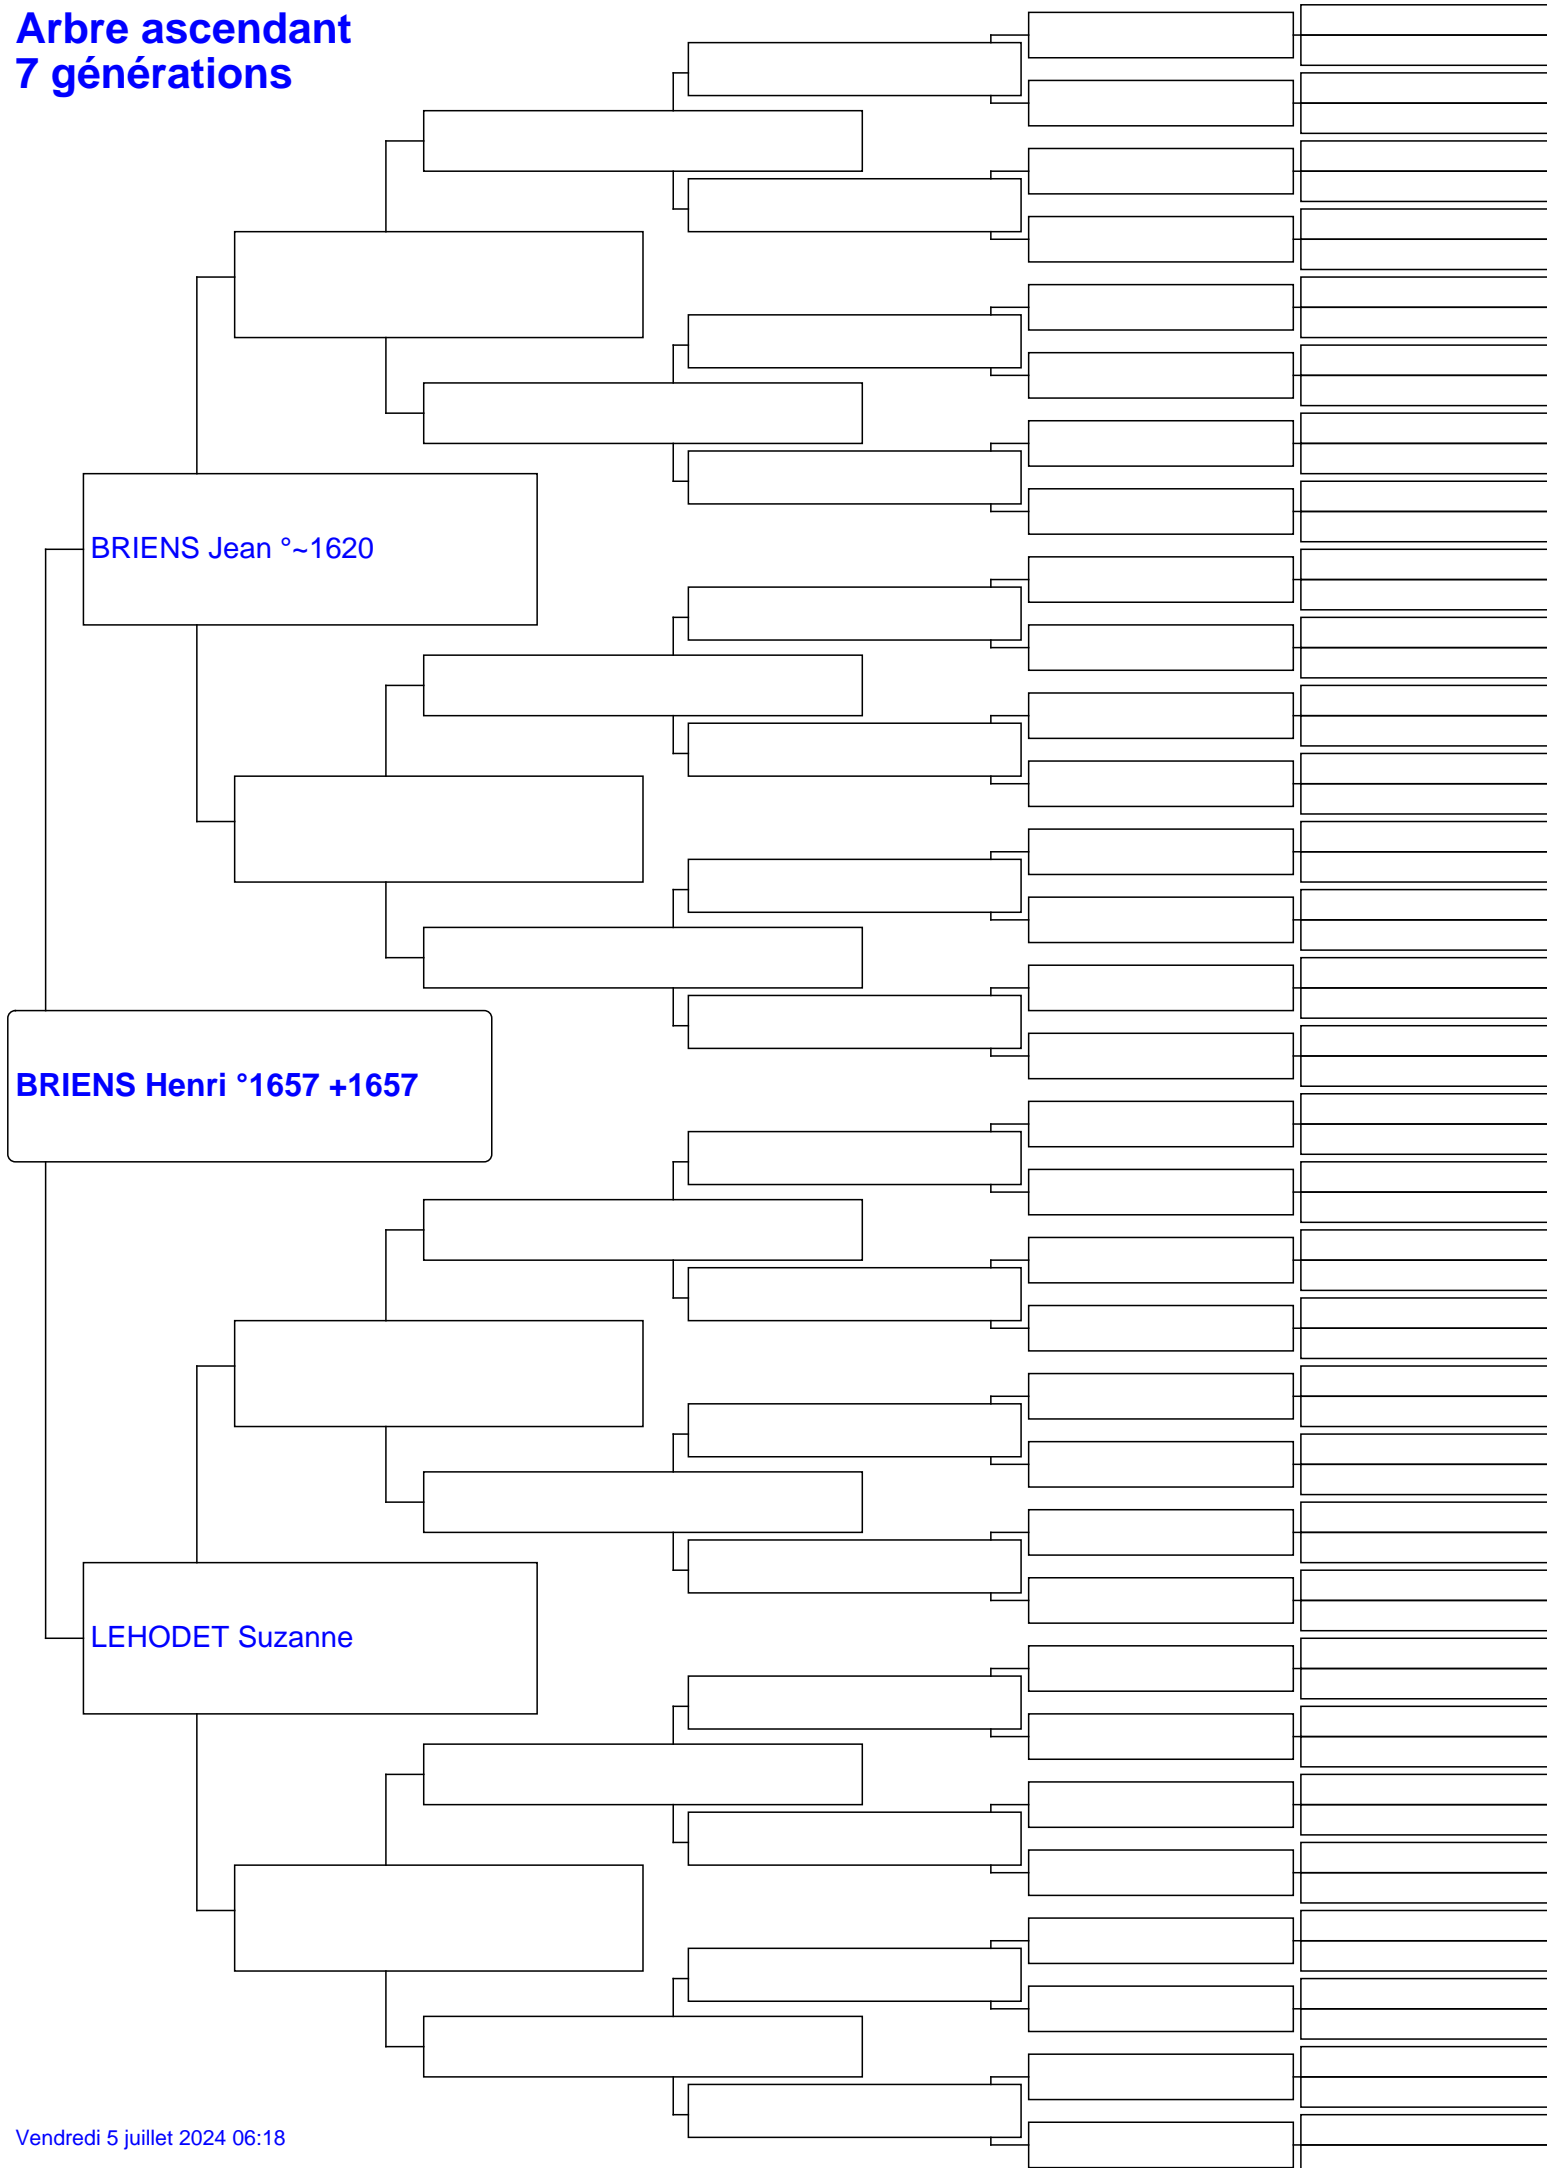 Arbre ascendant
7 générations
BRIENS Jean °~1620
BRIENS Henri °1657 +1657
LEHODET Suzanne
Vendredi 5 juillet 2024 06:18